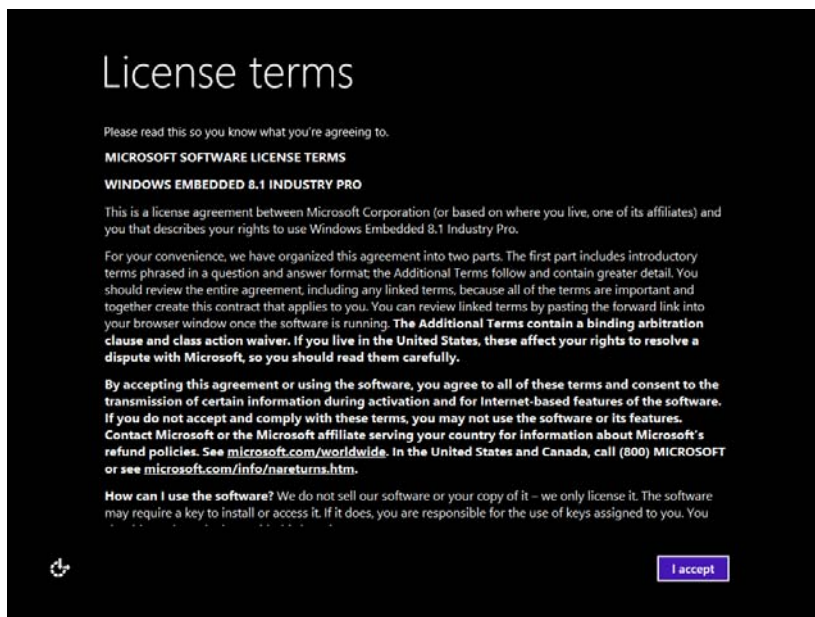 License terms
Please read this so you know what you're agreeing to.
MICROSOFT SOFTWARE LICENSE TERMS
WINDOWS EMBEDDED 8.1 INDUSTRY PRO
This is a license agreement between Microsoft Corporation (or based on where you live, one of its affiliates) and
you that describes your rights to use Windows Embedded 8.1 Industry Pro.
For your convenience, we have organized this agreement into two parts. The first part includes introductory
terms phrased in a question and answer format; the Additional Terms follow and contain greater detail. You
should review the entire agreement, including any linked terms, because all of the terms are important and
together create this contract that applies to you. You can review linked terms by pasting the forward link into
your browser window once the software is running. The Additional Terms contain a binding arbitration
clause and class action waiver. If you live in the United States, these affect your rights to resolve a
dispute with Microsoft, so you should read them carefully.
By accepting this agreement or using the software, you agree to all of these terms and consent to the
transmission of certain information during activation and for Internet-based features of the software.
If you do not accept and comply with these terms, you may not use the software or its features.
Contact Microsoft or the Microsoft affiliate serving your country for information about Microsoft's
refund policies. See microsoft.com/worldwide. In the United States and Canada, call (800) MICROSOFT
or see microsoft.com/info/nareturns.htm.
How can I use the software? We do not sell our software or your copy of it – we only license it. The software
may require a key to install or access it. If it does, you are responsible for the use of keys assigned to you. You
I accept